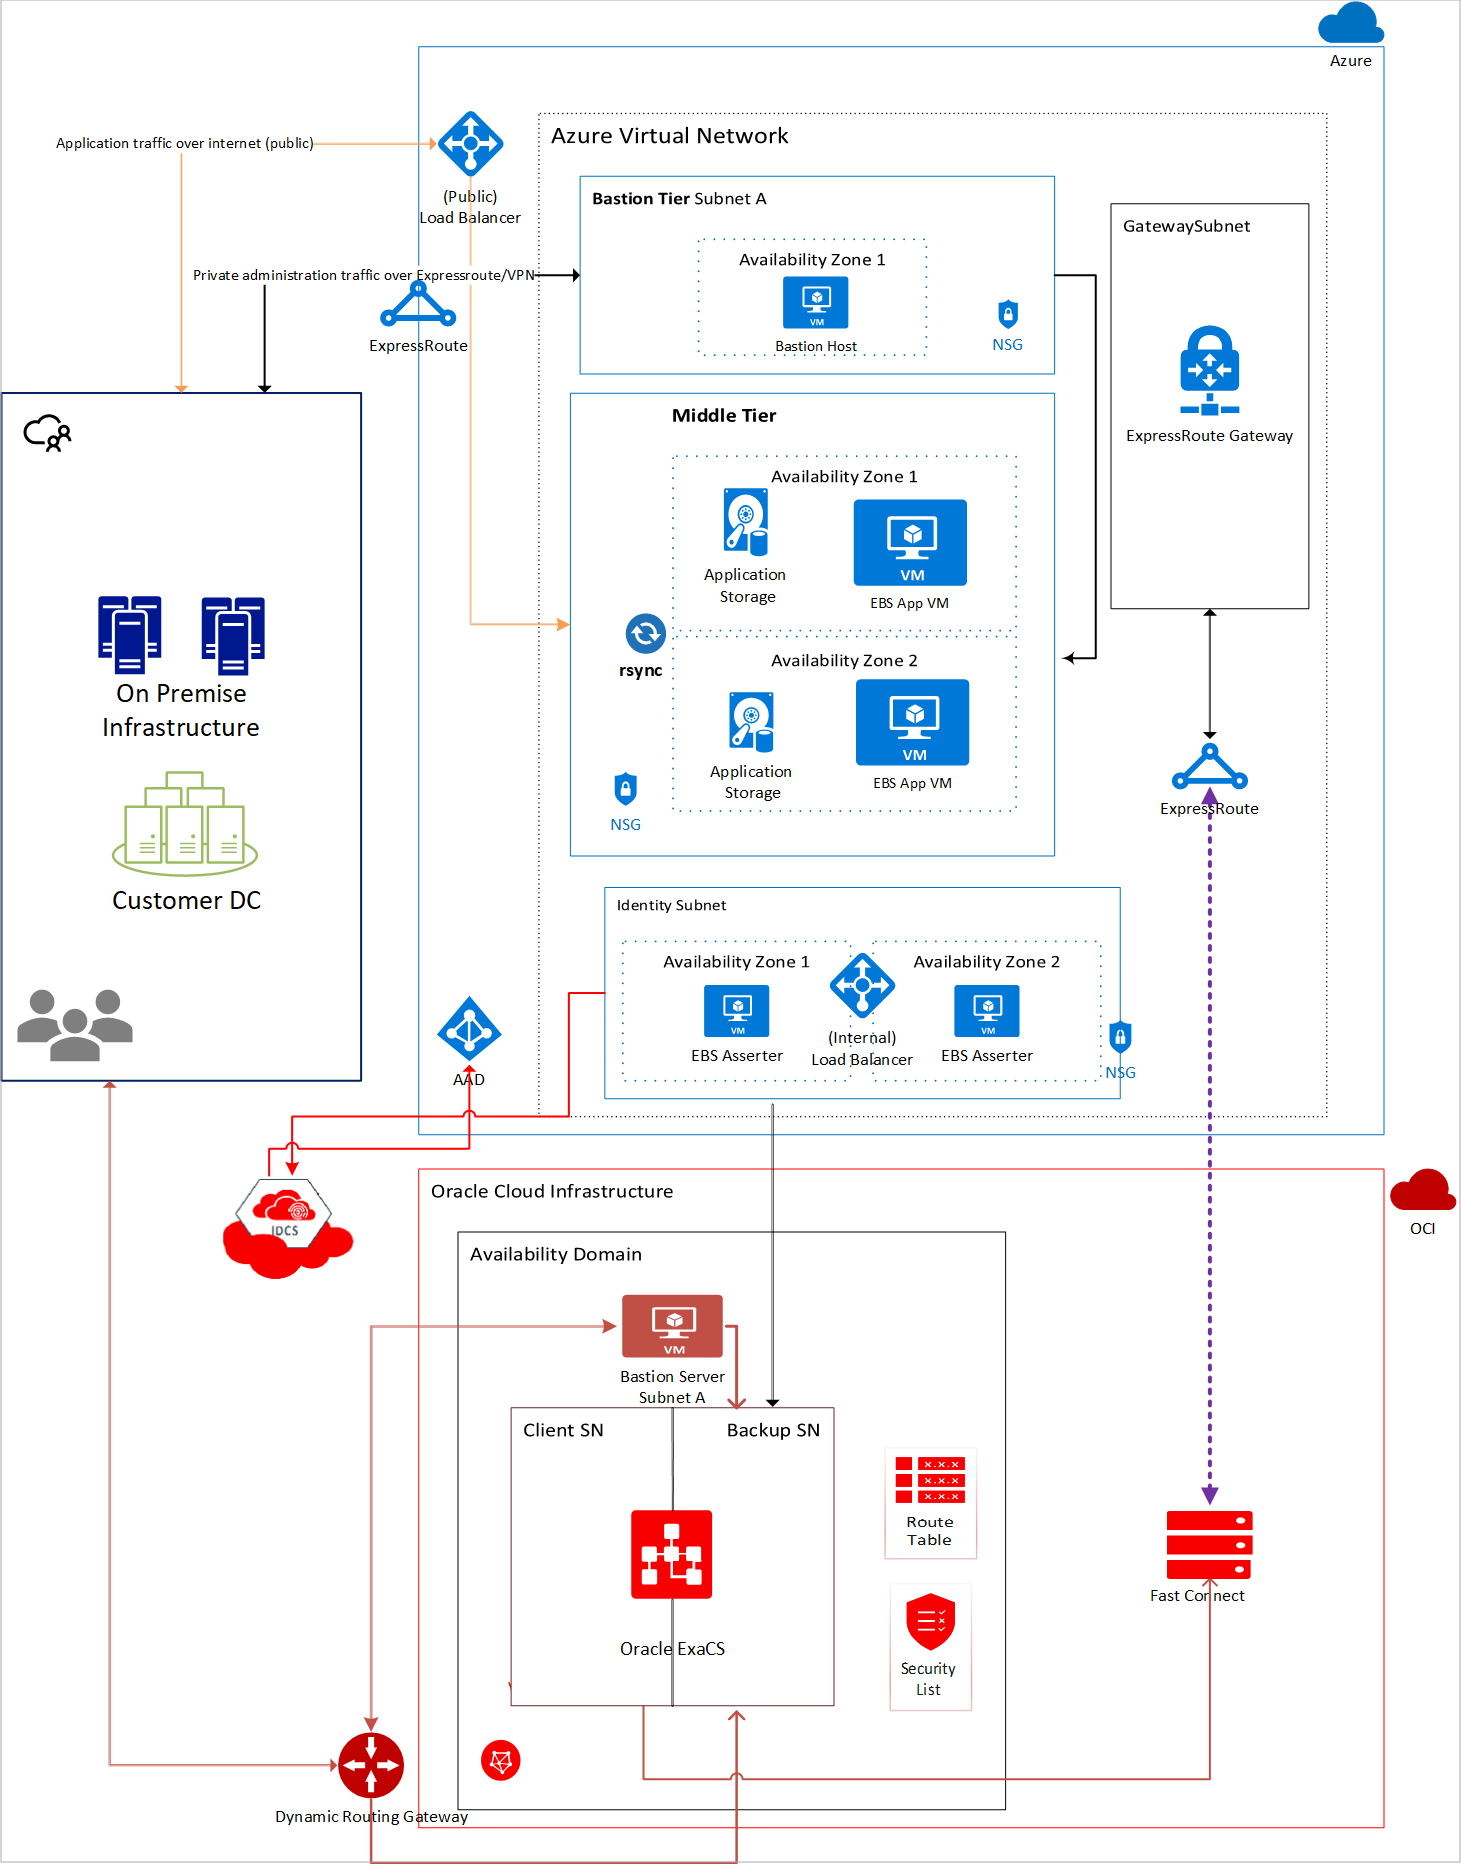 Azure
Azure Virtual Network
Application traffic over internet (public)
(Public)
Load Balancer
Bastion Tier Subnet A
Availability Zone 1
VM
Bastion Host
NSG
GatewaySubnet
ExpressRoute Gateway
Private administration traffic over Expressroute/VPN
ExpressRoute
Middle Tier
Availability Zone 1
Application
Storage
VM
EBS App VM
rsync
Availability Zone 2
Application
Storage
VM
EBS App VM
NSG
On Premise
Infrastructure
Customer DC
ExpressRoute
Identity Subnet
Availability Zone 1
VM
EBS Asserter
(Internal)
Load Balancer
Availability Zone 2
VM
EBS Asserter
NSG
AAD
IDCS
Oracle Cloud Infrastructure
OCI
Availability Domain
VM
Bastion Server
Subnet A
Client SN
Backup SN
Oracle ExaCS
x.x.x
x.x.x
x.x.x
Route
Table
Security
List
Fast Connect
Dynamic Routing Gateway